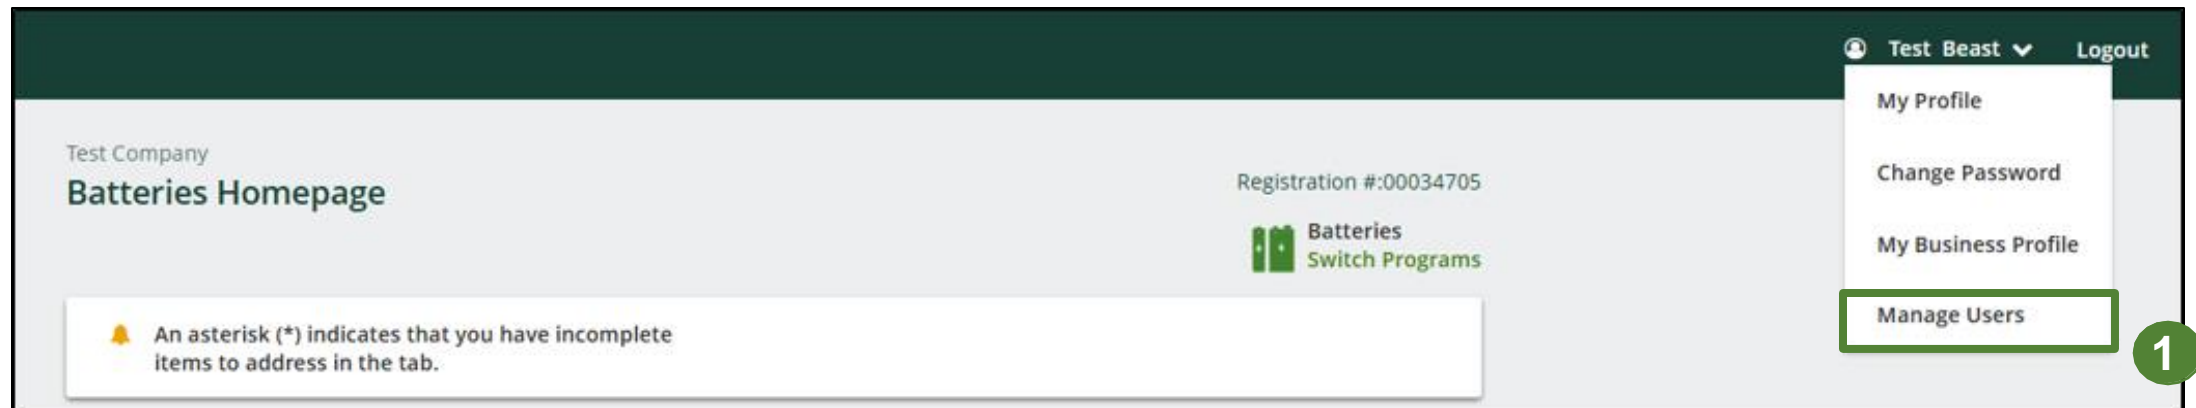 Test Beast
Logout
My Profile
Change Password
My Business Profile
Manage Users
1
Test Company
Batteries Homepage
Registration #:00034705
Batteries
Switch Programs
An asterisk (*) indicates that you have incomplete
items to address in the tab.